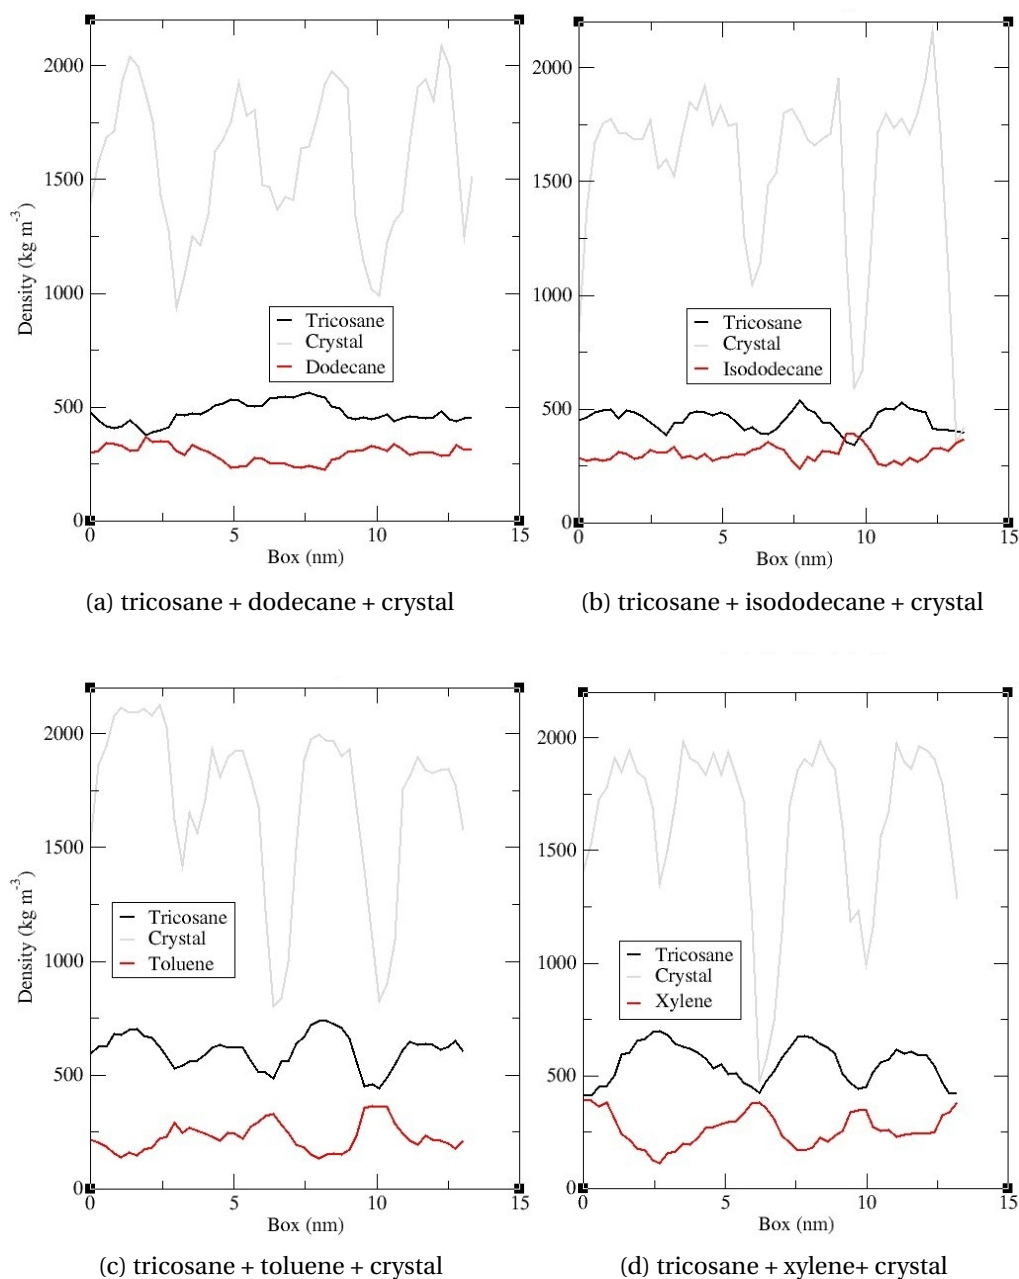 2000
1500
1000
500
0
Density (kg m-3)
Tricosane
Crystal
Dodecane
0 5 10 15
Box (nm)
(a) tricosane + dodecane + crystal
2000
1500
1000
500
0
Tricosane
Crystal
Isododecane
0 5 10 15
Box (nm)
(b) tricosane + isododecane + crystal
2000
1500
1000
500
0
Density (kg m-3)
Tricosane
Crystal
Toluene
0 5 10 15
Box (nm)
(c) tricosane + toluene + crystal
2000
1500
1000
500
0
Tricosane
Crystal
Xylene
0 5 10 15
Box (nm)
(d) tricosane + xylene+ crystal